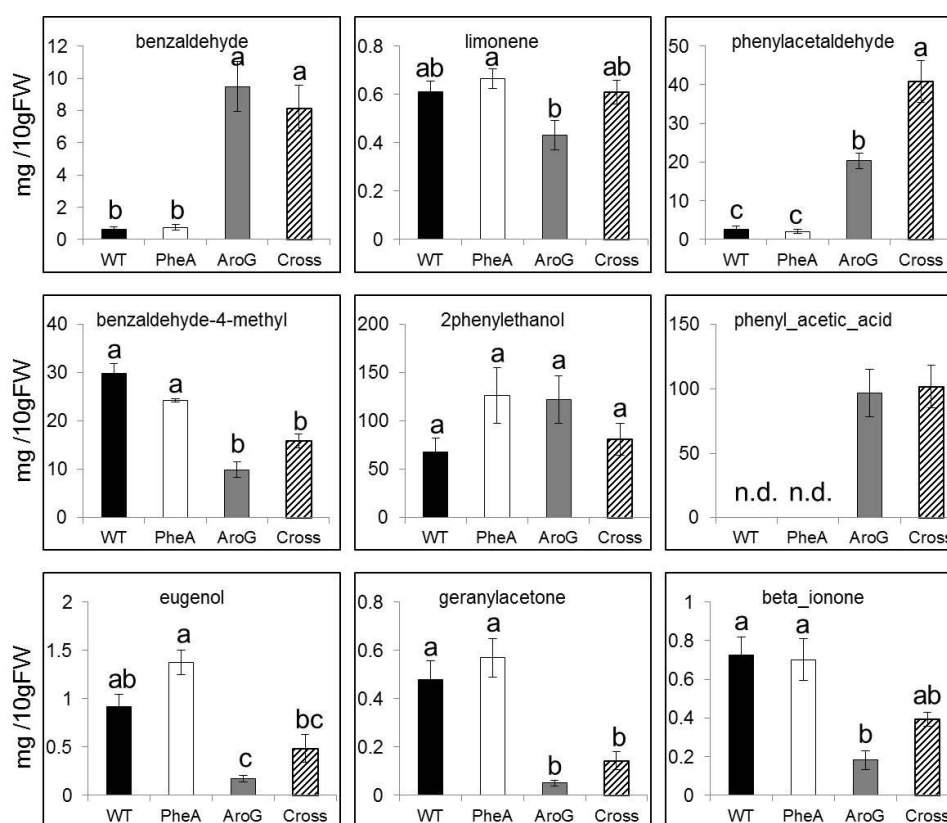 benzaldehyde
mg /10gFW
12
10
8
6
4
2
0
b b a a
WT PheA AroG Cross
limonene
0.8
0.6
0.4
0.2
0
ab a b ab
WT PheA AroG Cross
phenylacetaldehyde
50
40
30
20
10
0
c c b a
WT PheA AroG Cross
benzaldehyde-4-methyl
mg /10gFW
40
30
20
10
0
a a b b
WT PheA AroG Cross
2phenylethanol
200
150
100
50
0
a a a a
WT PheA AroG Cross
phenyl_acetic_acid
150
100
50
0
n.d. n.d.
WT PheA AroG Cross
eugenol
mg /10gFW
2
1.5
1
0.5
0
ab a c bc
WT PheA AroG Cross
geranylacetone
0.8
0.6
0.4
0.2
0
a a b b
WT PheA AroG Cross
beta_ionone
1
0.8
0.6
0.4
0.2
0
a a b ab
WT PheA AroG Cross